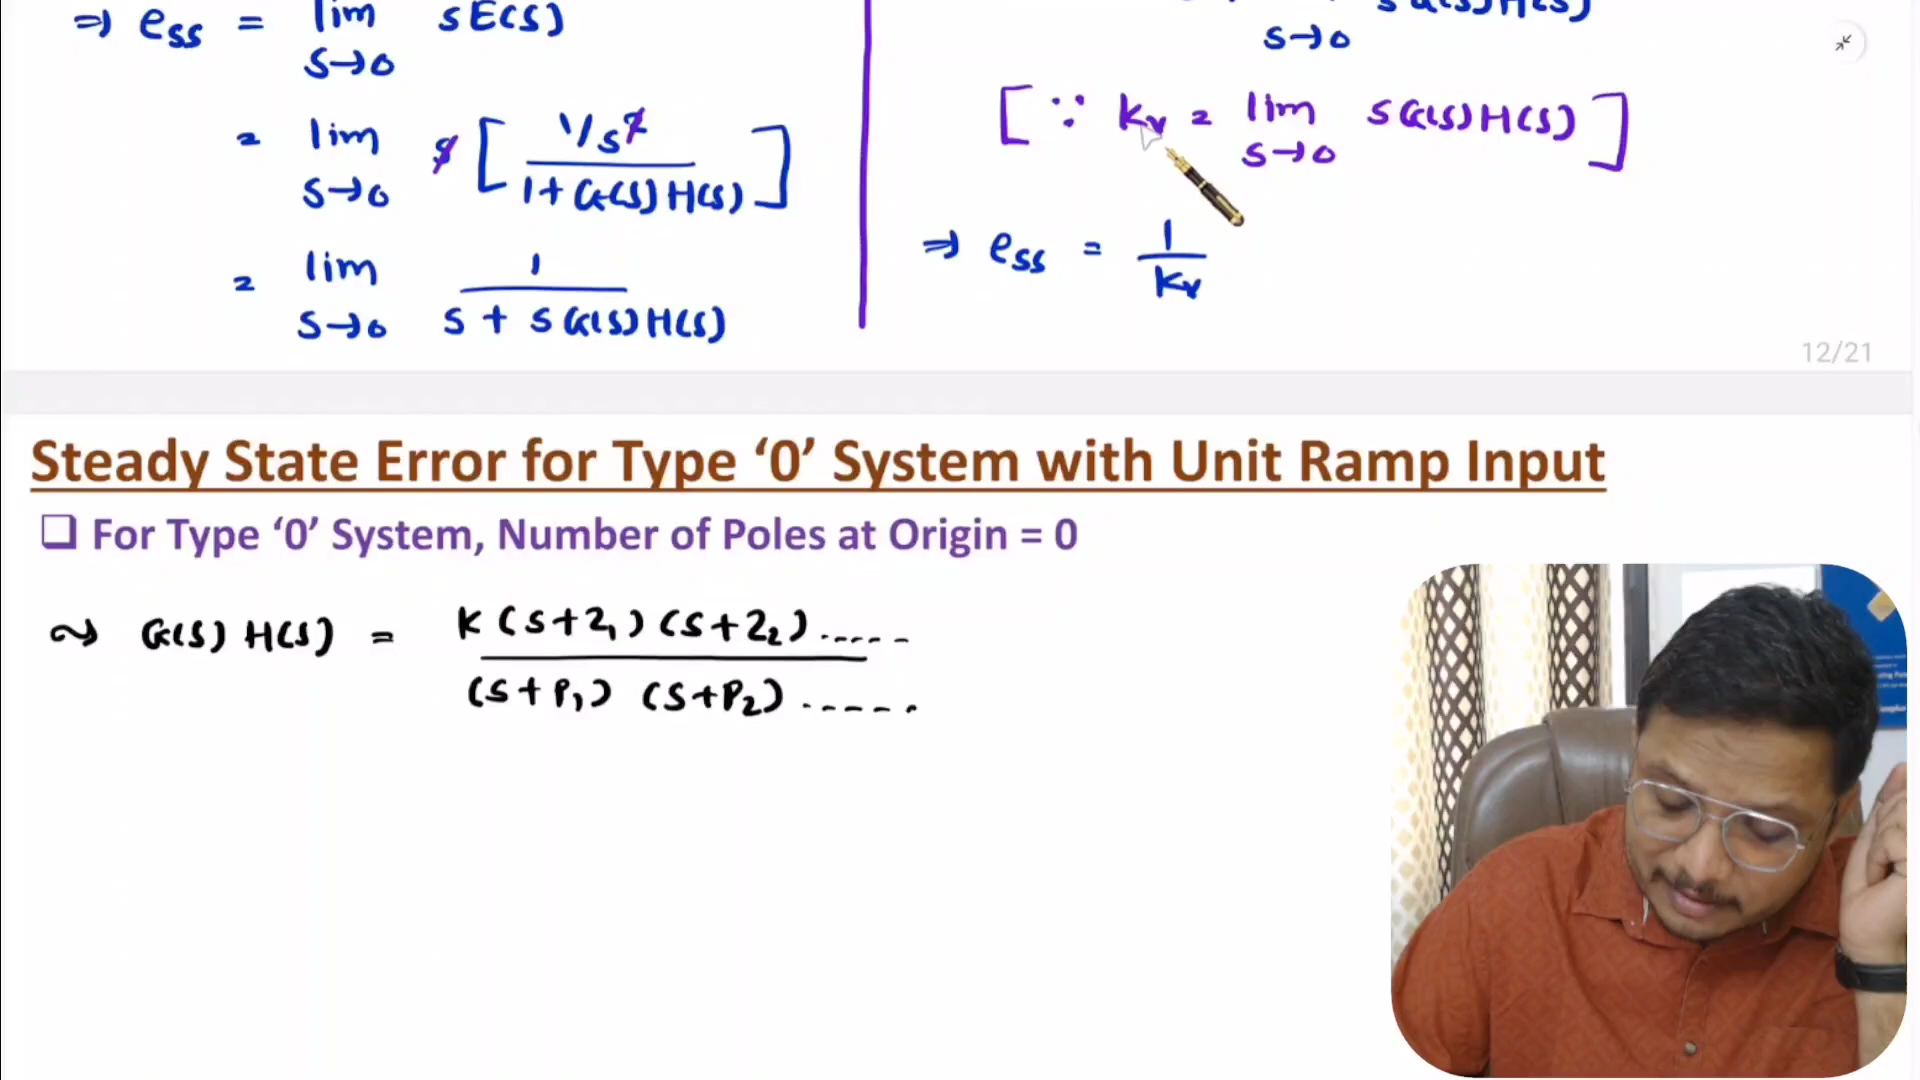 ⇒ ess = lim s→0 sE(s)
= lim s→0 s [ 1/s² / 1+G(s)H(s) ]
= lim s→0 1 / s + sG(s)H(s)
s→0 sG(s)H(s)
[ ∵ Kv = lim s→0 sG(s)H(s) ]
⇒ ess = 1 / Kv
12/21
Steady State Error for Type ‘0’ System with Unit Ramp Input
❑ For Type ‘0’ System, Number of Poles at Origin = 0
~> G(s) H(s) = K (s+z₁) (s+z₂) ..... / (s+P₁) (s+P₂) ......